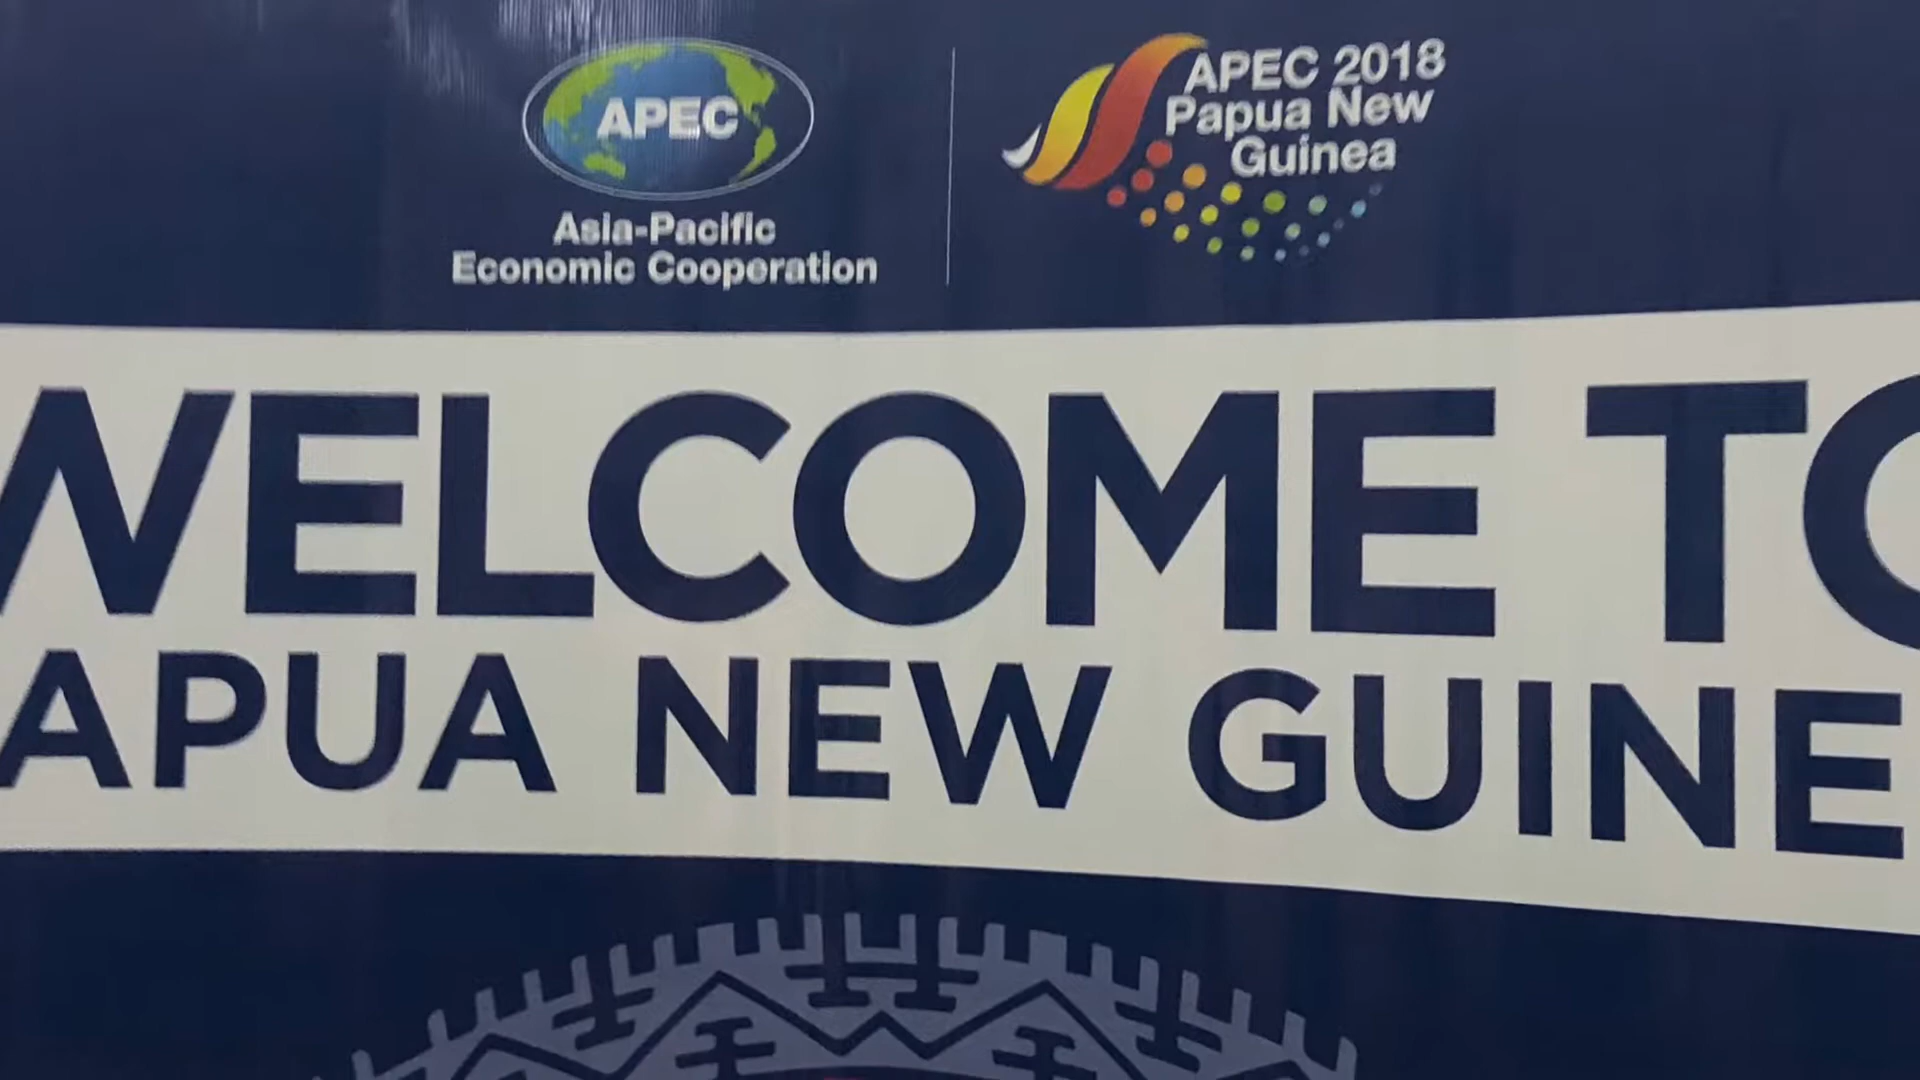 APEC
Asia-Pacific
Economic Cooperation
APEC 2018
Papua New
Guinea
WELCOME TO
APUA NEW GUINE